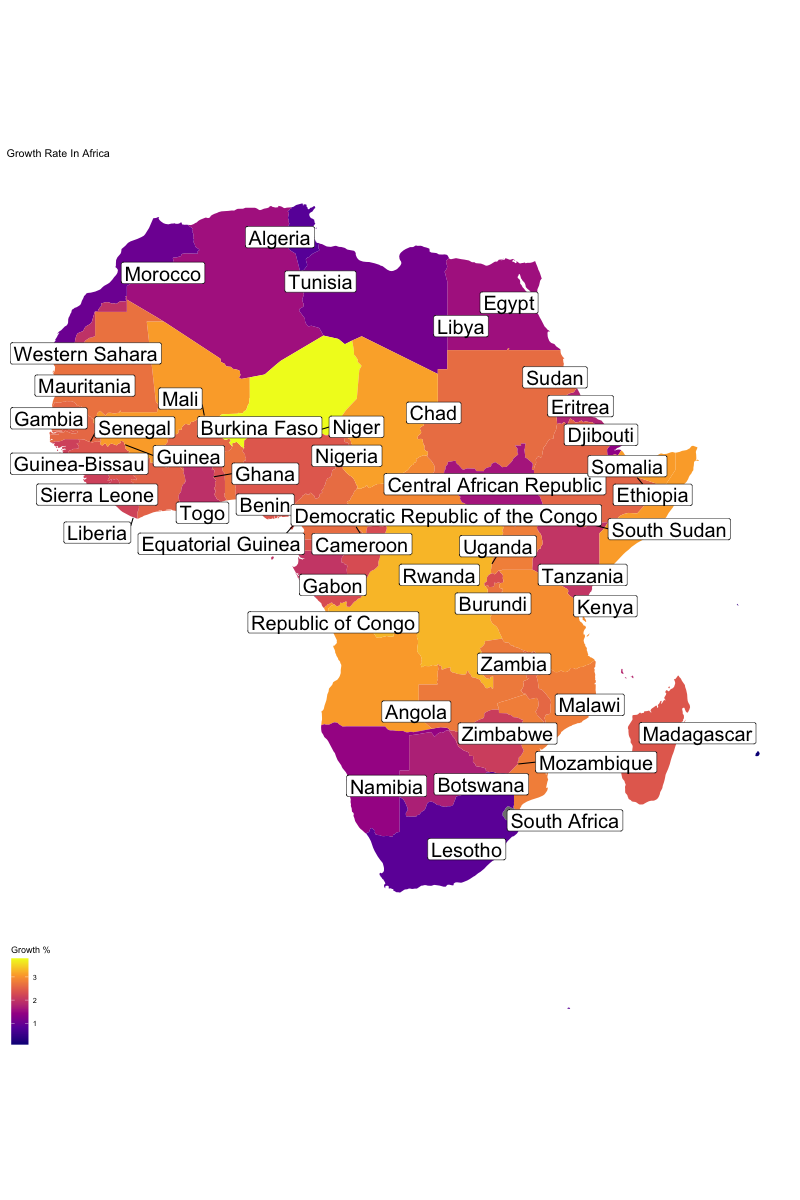 Growth Rate In Africa
Algeria
Morocco
Tunisia
Egypt
Libya
Western Sahara
Mauritania
Sudan
Mali
Eritrea
Gambia
Senegal
Burkina Faso
Niger
Chad
Djibouti
Guinea-Bissau
Guinea
Nigeria
Somalia
Ghana
Central African Republic
Sierra Leone
Ethiopia
Togo
Benin
Democratic Republic of the Congo
Liberia
South Sudan
Equatorial Guinea
Cameroon
Uganda
Gabon
Rwanda
Tanzania
Burundi
Kenya
Republic of Congo
Zambia
Angola
Malawi
Zimbabwe
Madagascar
Mozambique
Namibia
Botswana
South Africa
Lesotho
Growth %
3
2
1